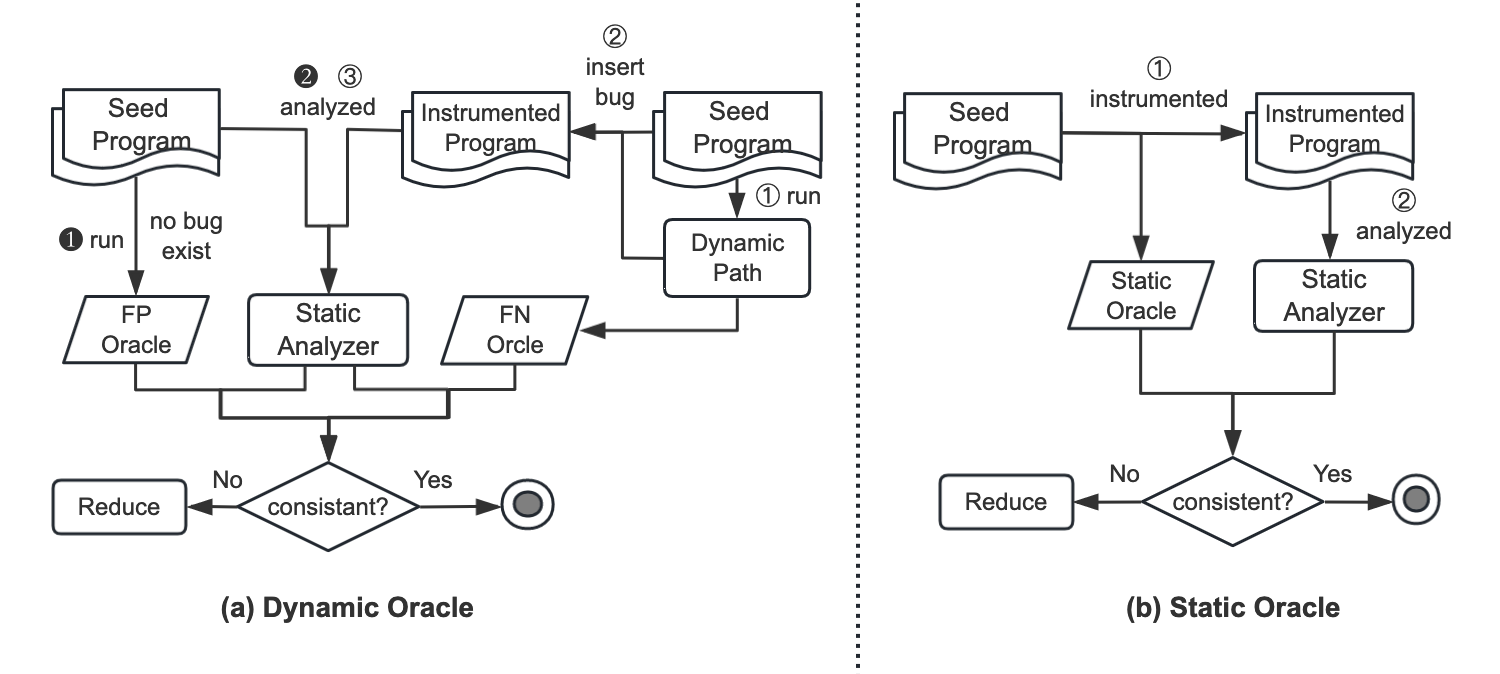 Seed
Program
❷ ③
analyzed
Instrumented
Program
②
insert
bug
Seed
Program
❶ run
no bug
exist
① run
Dynamic
Path
FP
Oracle
Static
Analyzer
FN
Orcle
No
consistant?
Yes
Reduce
(a) Dynamic Oracle
Seed
Program
①
instrumented
Instrumented
Program
②
analyzed
Static
Oracle
Static
Analyzer
No
consistent?
Yes
Reduce
(b) Static Oracle